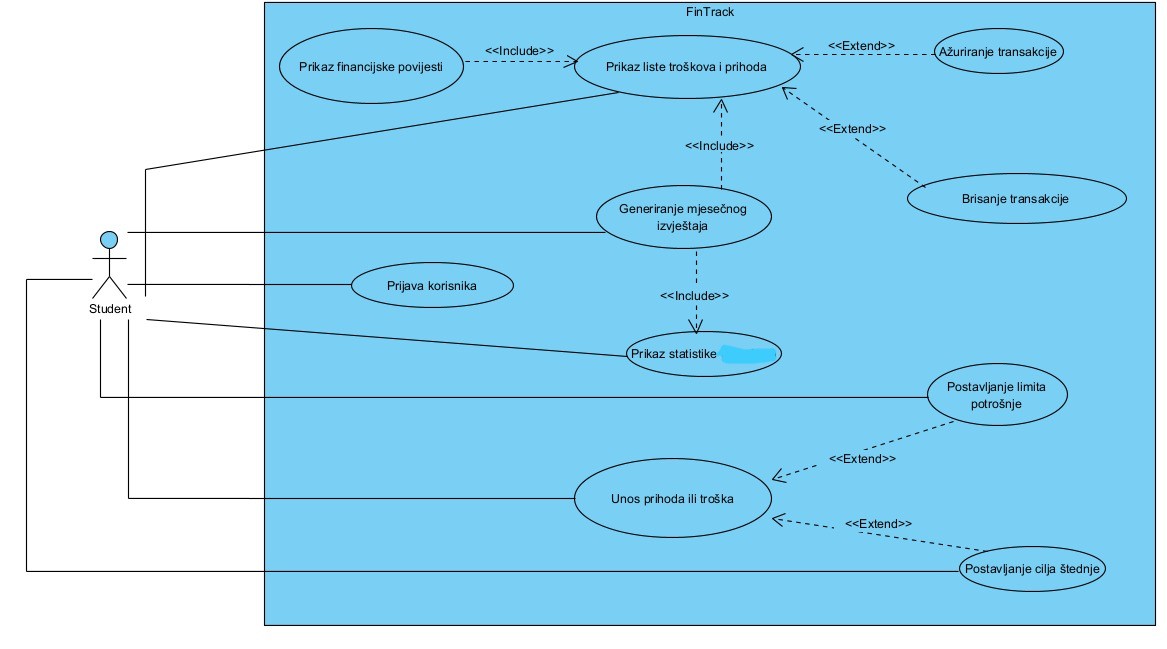 FinTrack
Prikaz financijske povijesti
<<Include>>
Prikaz liste troškova i prihoda
<<Extend>>
Ažuriranje transakcije
<<Extend>>
<<Include>>
Brisanje transakcije
Generiranje mjesečnog
izvještaja
Prijava korisnika
<<Include>>
Student
Prikaz statistike
Postavljanje limita
potrošnje
<<Extend>>
Unos prihoda ili troška
<<Extend>>
Postavljanje cilja štednje